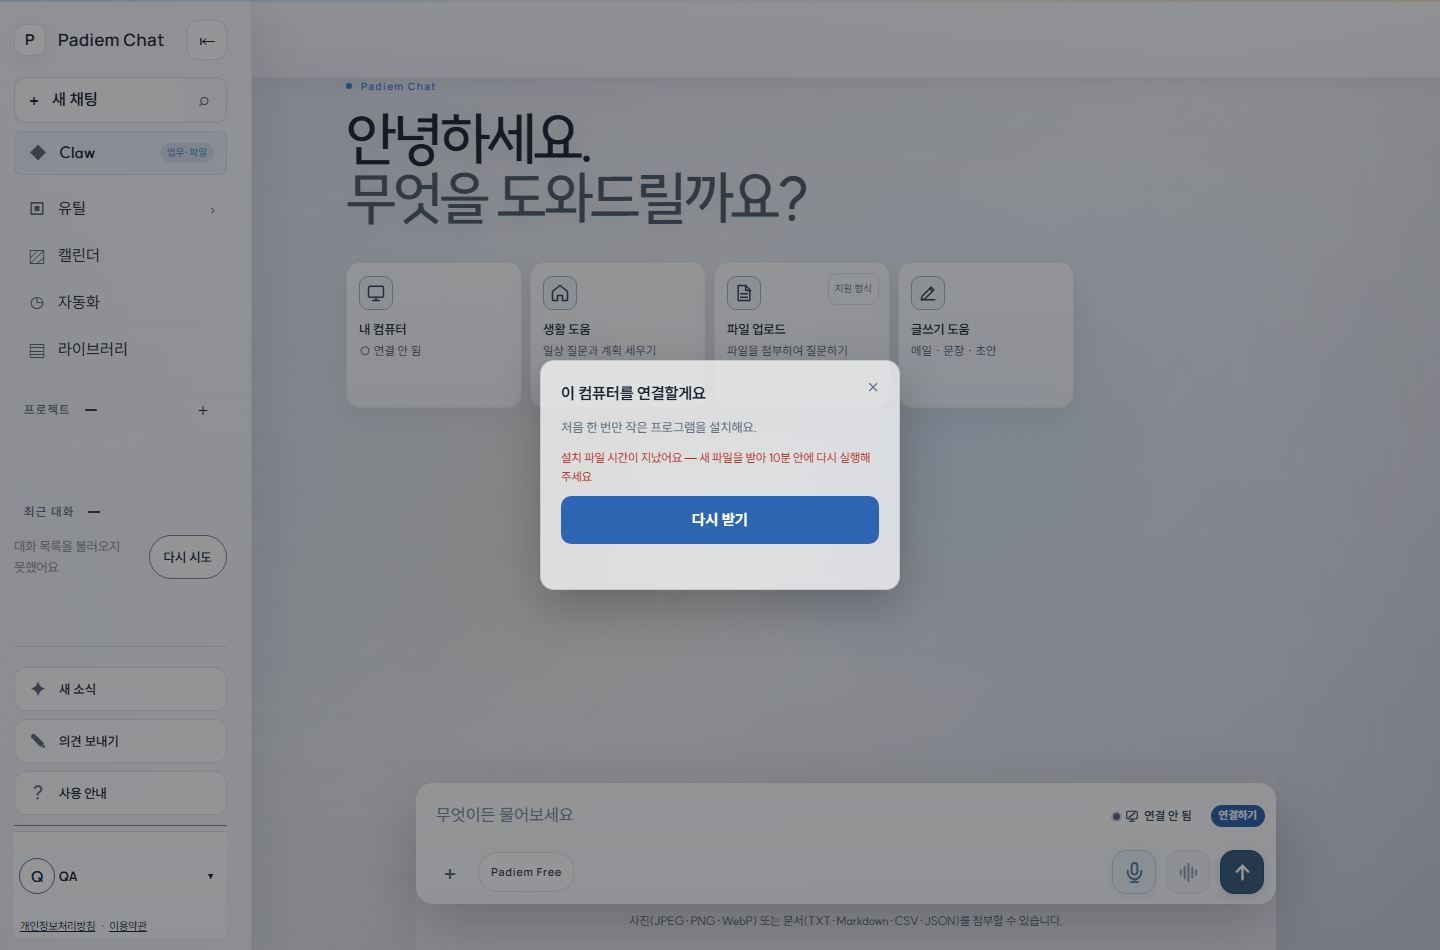 P Padiem Chat
+ 새 채팅
Claw 업무·파일
유틸
캘린더
자동화
라이브러리
프로젝트 — +
최근 대화 —
대화 목록을 불러오지
못했어요
다시 시도
새 소식
의견 보내기
? 사용 안내
Q QA
개인정보처리방침 · 이용약관
Padiem Chat
안녕하세요.
무엇을 도와드릴까요?
내 컴퓨터
연결 안 됨
생활 도움
일상 질문과 계획 세우기
지원 형식
파일 업로드
파일을 첨부하여 질문하기
글쓰기 도움
메일 · 문장 · 초안
이 컴퓨터를 연결할게요
처음 한 번만 작은 프로그램을 설치해요.
설치 파일 시간이 지났어요 — 새 파일을 받아 10분 안에 다시 실행해
주세요
다시 받기
무엇이든 물어보세요
연결 안 됨
연결하기
+ Padiem Free
사진(JPEG·PNG·WebP) 또는 문서(TXT·Markdown·CSV·JSON)를 첨부할 수 있습니다.